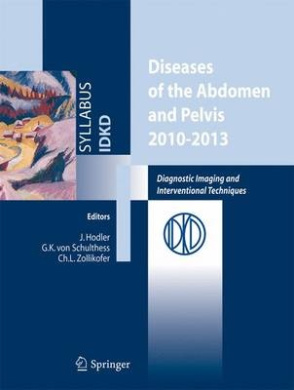 SYLLABUS
IDKD
Diseases
of the Abdomen
and Pelvis
2010-2013
Diagnostic Imaging and
Interventional Techniques
Editors
J. Hodler
G.K. von Schulthess
Ch.L. Zollikofer
IDKD
Springer